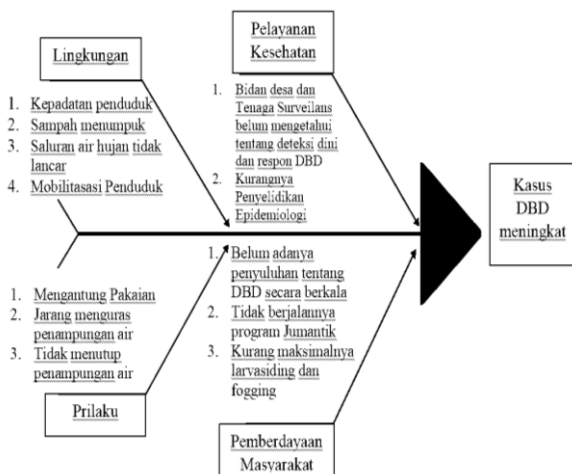 Lingkungan
1. Kepadatan penduduk
2. Sampah menumpuk
3. Saluran air hujan tidak
lancar
4. Mobilitasasi Penduduk
Pelayanan
Kesehatan
1. Bidan desa dan
Tenaga Surveilans
belum mengetahui
tentang deteksi dini
dan respon DBD
2. Kurangnya
Penyelidikan
Epidemiologi
Kasus
DBD
meningkat
1. Mengantung Pakaian
2. Jarang menguras
penampungan air
3. Tidak menutup
penampungan air
Prilaku
1. Belum adanya
penyuluhan tentang
DBD secara berkala
2. Tidak berjalannya
program Jumantik
3. Kurang maksimalnya
larvasiding dan
fogging
Pemberdayaan
Masyarakat